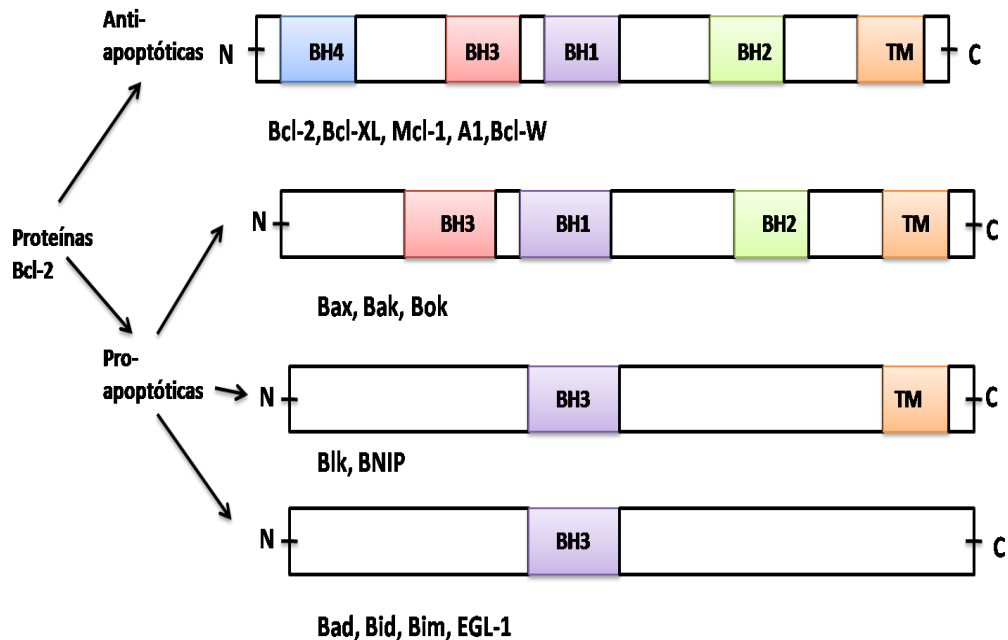 Anti-
apoptóticas
N BH4 BH3 BH1 BH2 TM C
Bcl-2,Bcl-XL, Mcl-1, A1,Bcl-W
Proteínas
Bcl-2
N BH3 BH1 BH2 TM C
Bax, Bak, Bok
Pro-
apoptóticas
N BH3 TM C
Blk, BNIP
N BH3 C
Bad, Bid, Bim, EGL-1